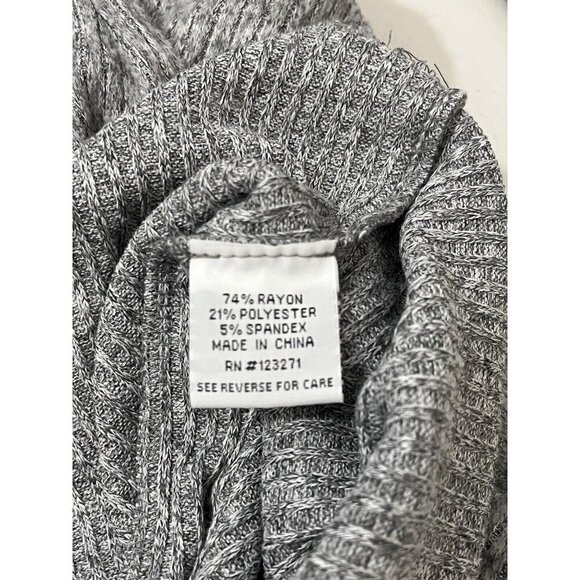 74% RAYON
21% POLYESTER
5% SPANDEX
MADE IN CHINA
RN #123271
SEE REVERSE FOR CARE